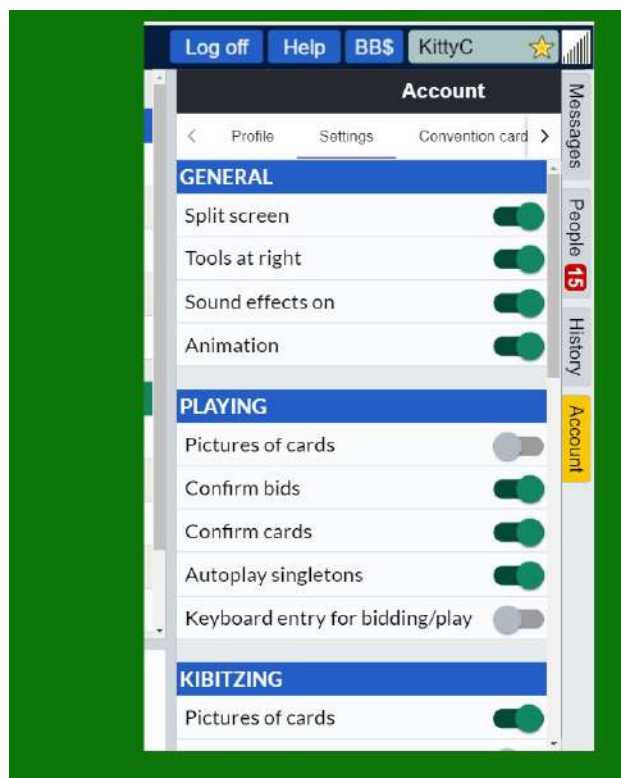 Log off Help BB$ KittyC
Account
Profile Settings Convention card
GENERAL
Split screen
Tools at right
Sound effects on
Animation
PLAYING
Pictures of cards
Confirm bids
Confirm cards
Autoplay singletons
Keyboard entry for bidding/play
KIBITZING
Pictures of cards
Messages
People 15
History
Account